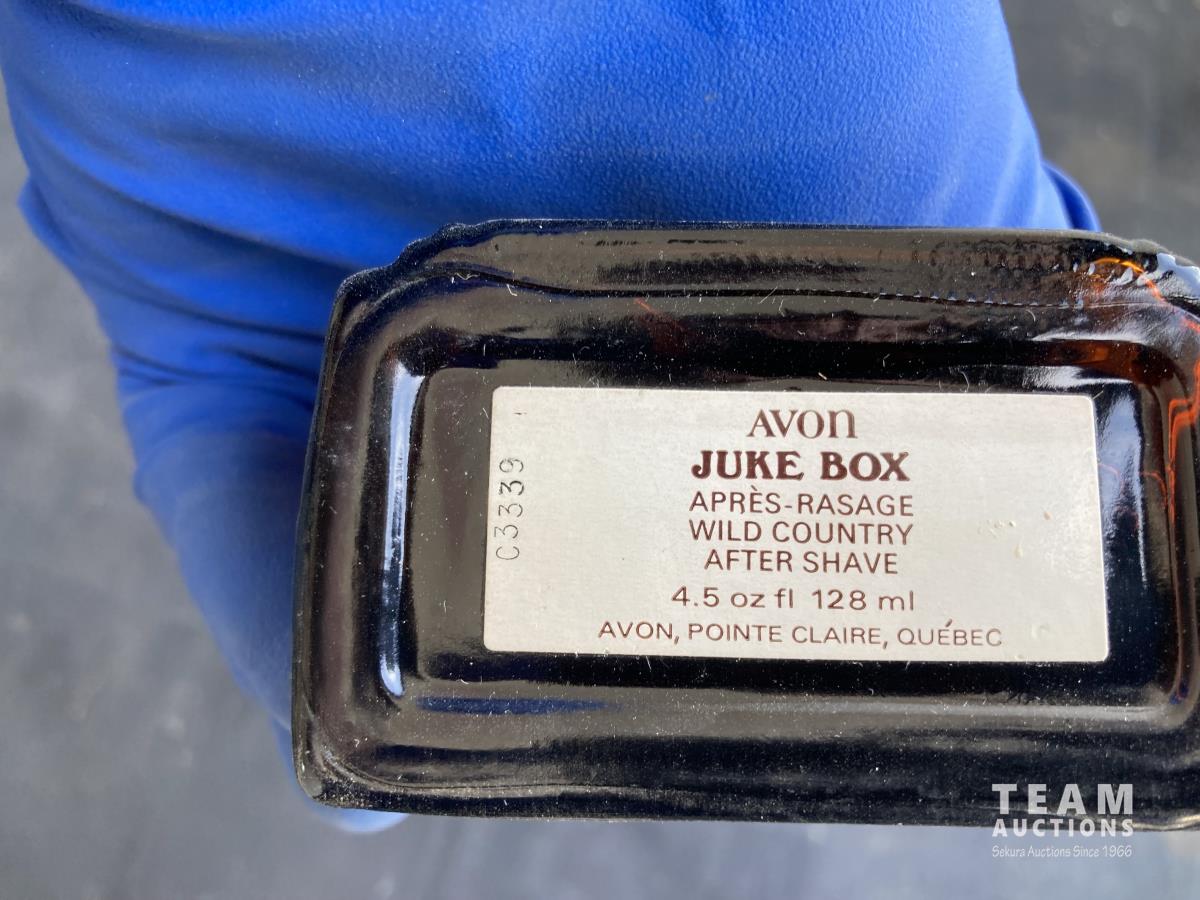 AVON
JUKE BOX
APRÈS-RASAGE
WILD COUNTRY
AFTER SHAVE
4.5 oz fl 128 ml
AVON, POINTE CLAIRE, QUÉBEC
C3339
TEAM
AUCTIONS
Sekura Auctions Since 1966